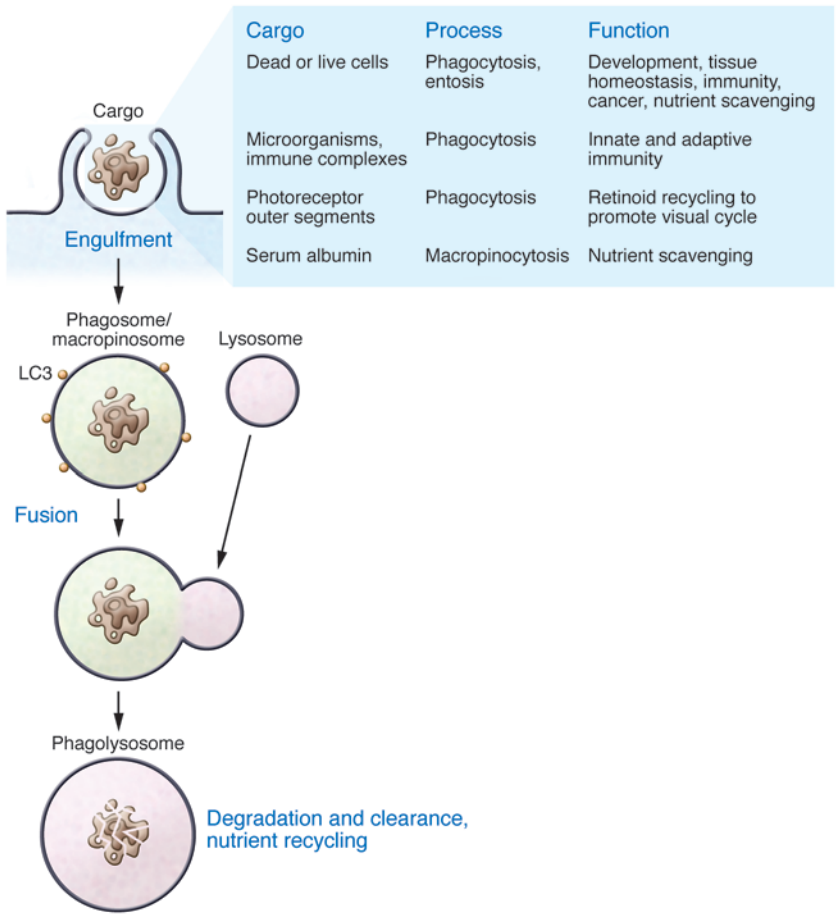 Cargo Process Function
Dead or live cells Phagocytosis, Development, tissue
entosis homeostasis, immunity,
cancer, nutrient scavenging
Microorganisms, Phagocytosis Innate and adaptive
immune complexes immunity
Photoreceptor Phagocytosis Retinoid recycling to
outer segments promote visual cycle
Serum albumin Macropinocytosis Nutrient scavenging
Cargo
Engulfment
Phagosome/
macropinosome
Lysosome
LC3
Fusion
Phagolysosome
Degradation and clearance,
nutrient recycling